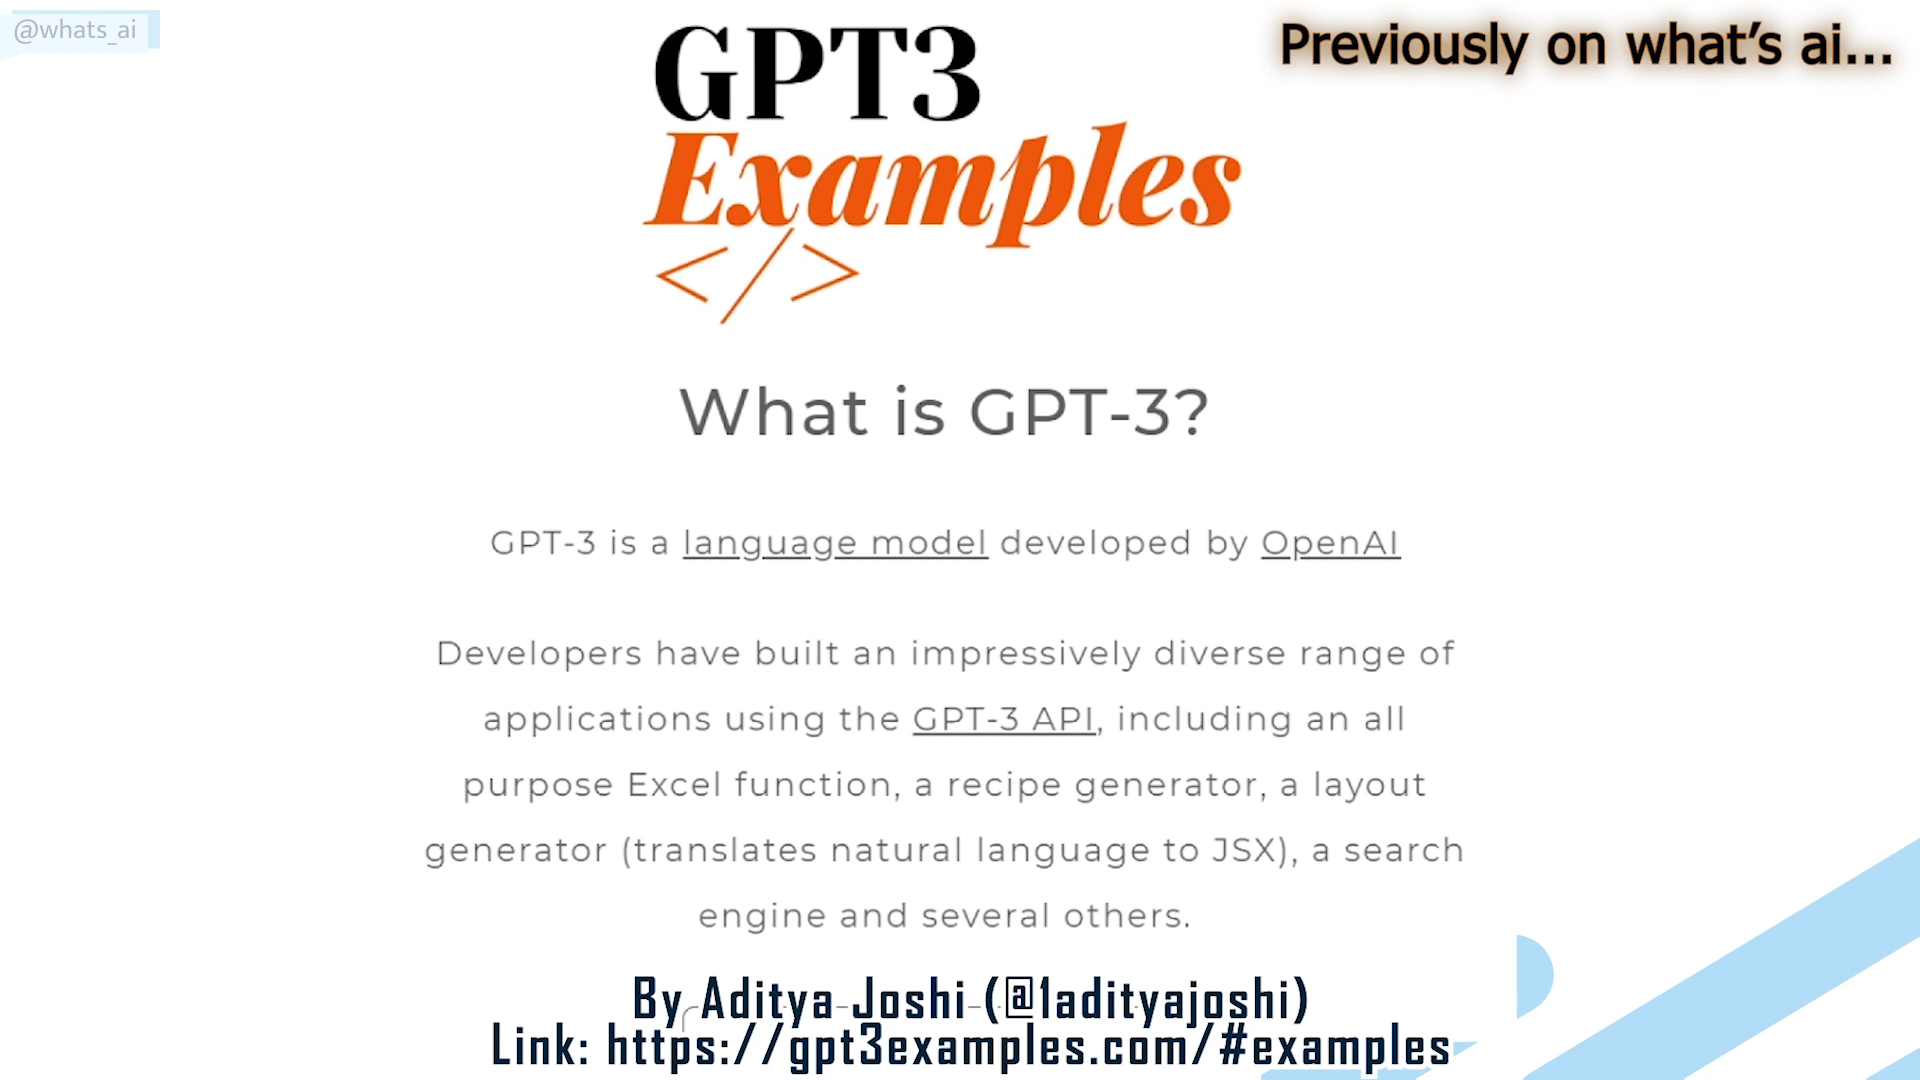 @whats_ai
Previously on what's ai...
GPT3
Examples
</>
What is GPT-3?
GPT-3 is a language model developed by OpenAI
Developers have built an impressively diverse range of
applications using the GPT-3 API, including an all
purpose Excel function, a recipe generator, a layout
generator (translates natural language to JSX), a search
engine and several others.
By Aditya Joshi (@1adityajoshi)
Link: https://gpt3examples.com/#examples